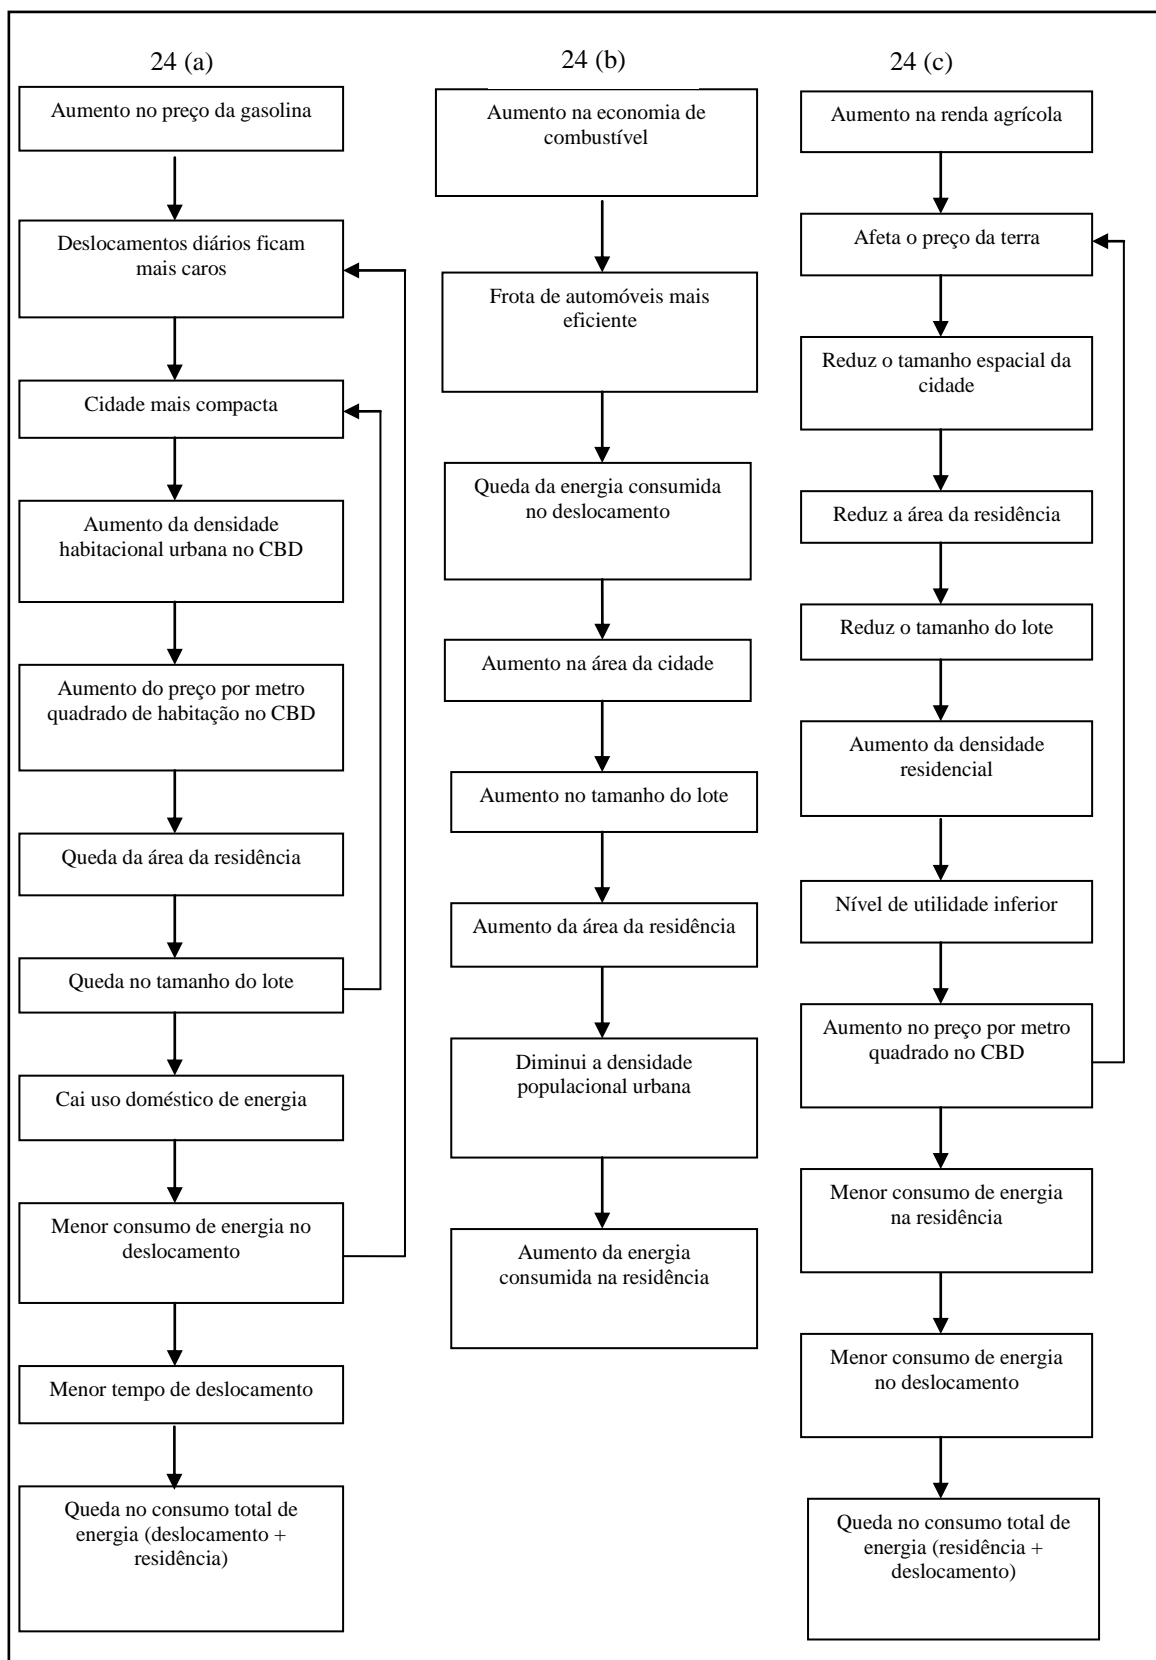 24 (a)
Aumento no preço da gasolina
Deslocamentos diários ficam
mais caros
Cidade mais compacta
Aumento da densidade
habitacional urbana no CBD
Aumento do preço por metro
quadrado de habitação no CBD
Queda da área da residência
Queda no tamanho do lote
Cai uso doméstico de energia
Menor consumo de energia no
deslocamento
Menor tempo de deslocamento
Queda no consumo total de
energia (deslocamento +
residência)
24 (b)
Aumento na economia de
combustível
Frota de automóveis mais
eficiente
Queda da energia consumida
no deslocamento
Aumento na área da cidade
Aumento no tamanho do lote
Aumento da área da residência
Diminui a densidade
populacional urbana
Aumento da energia
consumida na residência
24 (c)
Aumento na renda agrícola
Afeta o preço da terra
Reduz o tamanho espacial da
cidade
Reduz a área da residência
Reduz o tamanho do lote
Aumento da densidade
residencial
Nível de utilidade inferior
Aumento no preço por metro
quadrado no CBD
Menor consumo de energia
na residência
Menor consumo de energia
no deslocamento
Queda no consumo total de
energia (residência +
deslocamento)